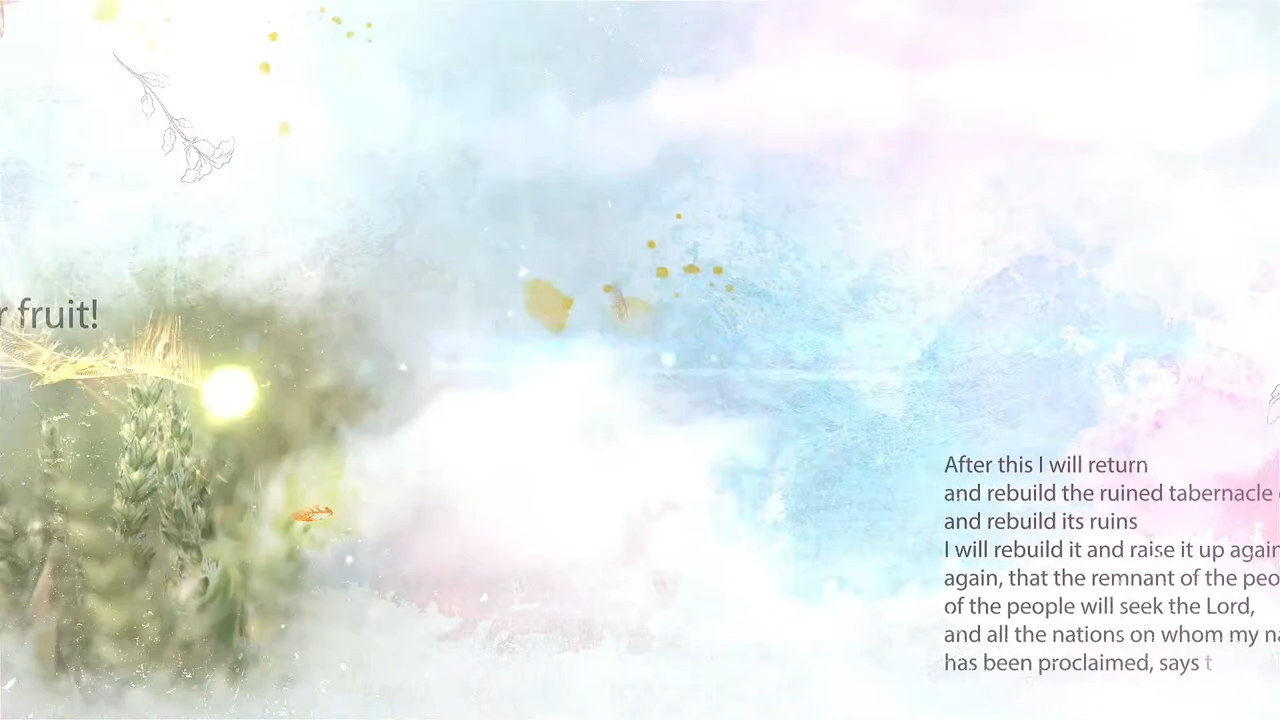 r fruit!
After this I will return
and rebuild the ruined tabernacle
and rebuild its ruins
I will rebuild it and raise it up again
again, that the remnant of the peo
of the people will seek the Lord,
and all the nations on whom my na
has been proclaimed, says t